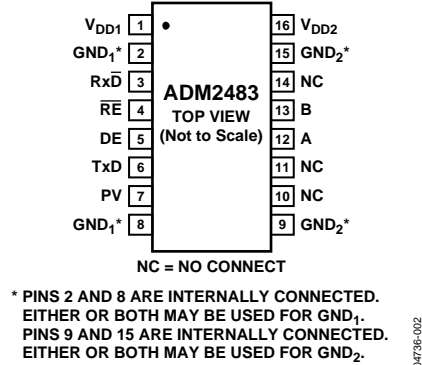 VDD1 1 16 VDD2
GND1* 2 15 GND2*
RxD̅ 3 14 NC
R̅E̅ 4 13 B
DE 5 12 A
TxD 6 11 NC
PV 7 10 NC
GND1* 8 9 GND2*
ADM2483
TOP VIEW
(Not to Scale)
NC = NO CONNECT
* PINS 2 AND 8 ARE INTERNALLY CONNECTED.
EITHER OR BOTH MAY BE USED FOR GND1.
PINS 9 AND 15 ARE INTERNALLY CONNECTED.
EITHER OR BOTH MAY BE USED FOR GND2.
04736-002